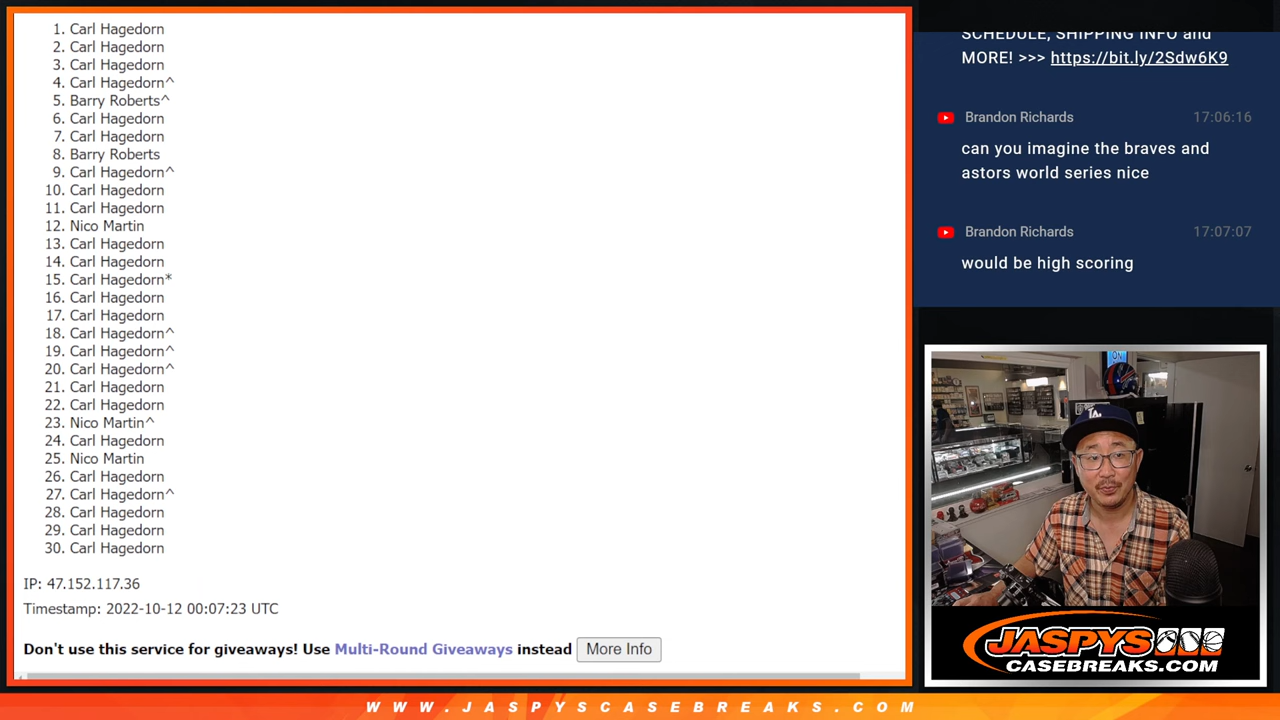 1. Carl Hagedorn
2. Carl Hagedorn
3. Carl Hagedorn
4. Carl Hagedorn^
5. Barry Roberts^
6. Carl Hagedorn
7. Carl Hagedorn
8. Barry Roberts
9. Carl Hagedorn^
10. Carl Hagedorn
11. Carl Hagedorn
12. Nico Martin
13. Carl Hagedorn
14. Carl Hagedorn
15. Carl Hagedorn*
16. Carl Hagedorn
17. Carl Hagedorn
18. Carl Hagedorn^
19. Carl Hagedorn^
20. Carl Hagedorn^
21. Carl Hagedorn
22. Carl Hagedorn
23. Nico Martin^
24. Carl Hagedorn
25. Nico Martin
26. Carl Hagedorn
27. Carl Hagedorn^
28. Carl Hagedorn
29. Carl Hagedorn
30. Carl Hagedorn
IP: 47.152.117.36
Timestamp: 2022-10-12 00:07:23 UTC
Don't use this service for giveaways! Use Multi-Round Giveaways instead More Info
SCHEDULE, SHIPPING INFO and
MORE! >>> https://bit.ly/2Sdw6K9
Brandon Richards 17:06:16
can you imagine the braves and
astors world series nice
Brandon Richards 17:07:07
would be high scoring
ON
LA
JASPYS
CASEBREAKS.COM
WWW.JASPYSCASEBREAKS.COM